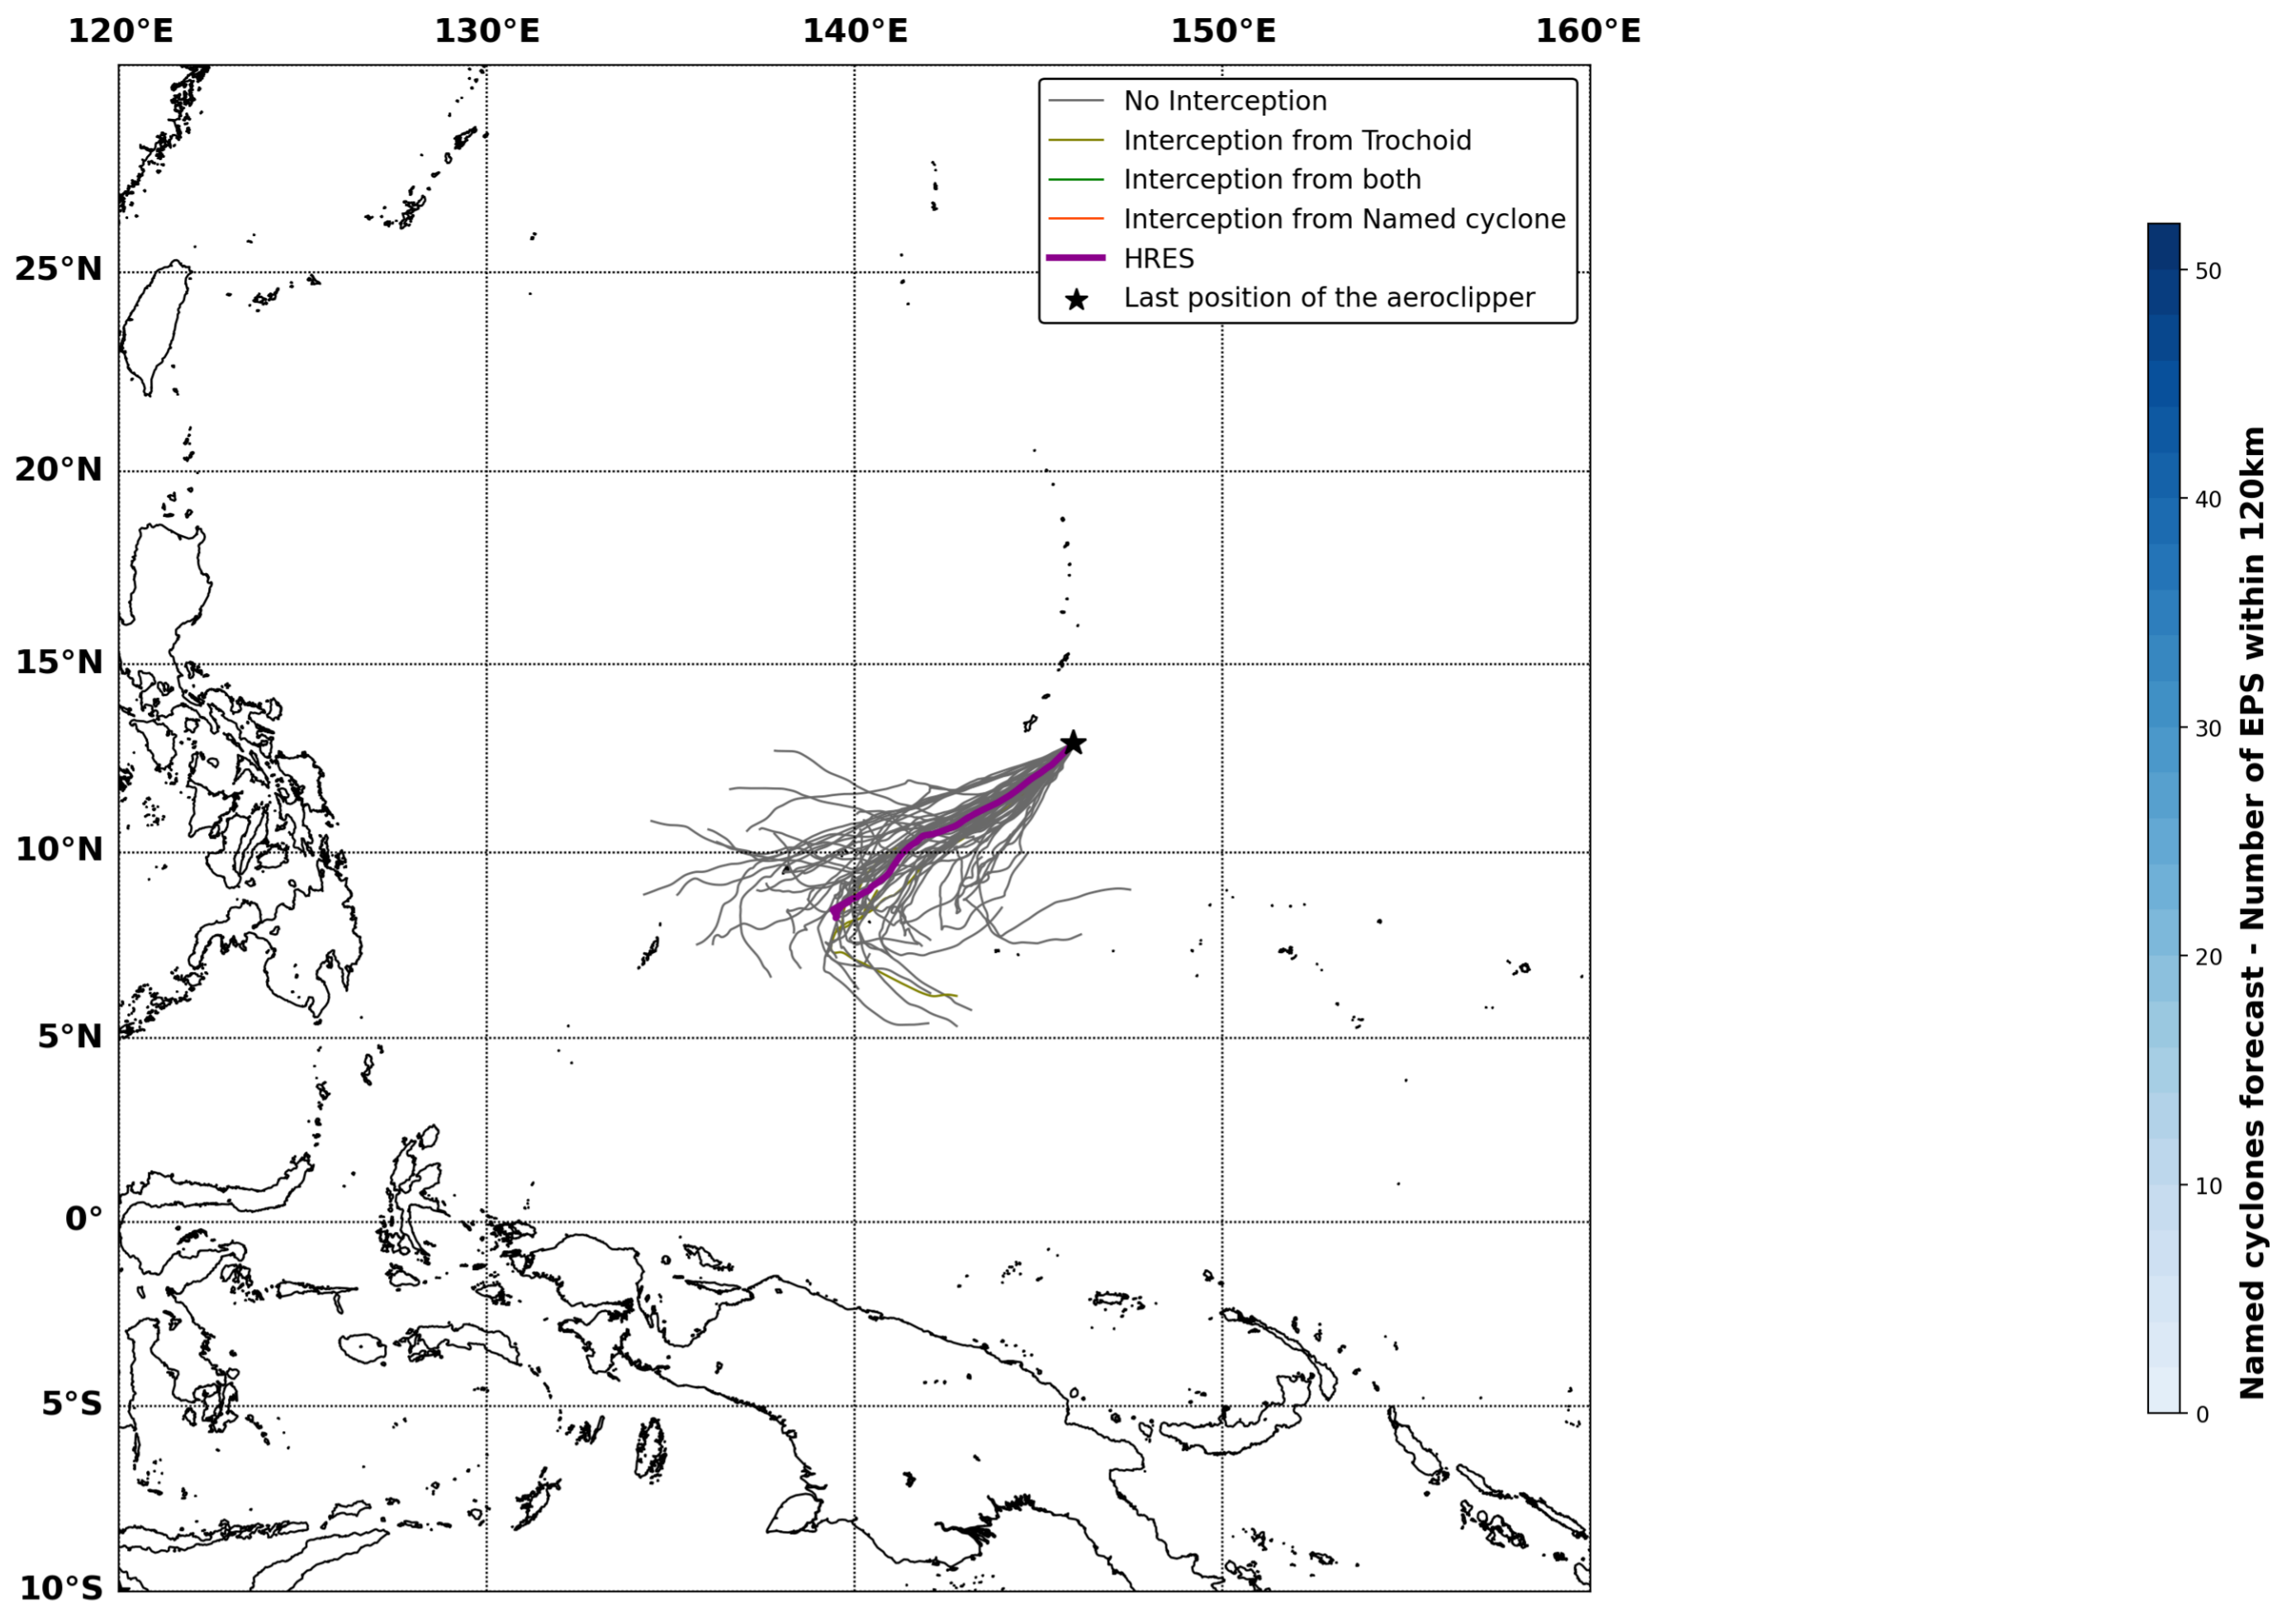 120°E 130°E 140°E 150°E 160°E
No Interception
Interception from Trochoid
Interception from both
Interception from Named cyclone
HRES
Last position of the aeroclipper
25°N
20°N
15°N
10°N
5°N
0°
5°S
10°S
50
40
30
20
10
0
Named cyclones forecast - Number of EPS within 120km